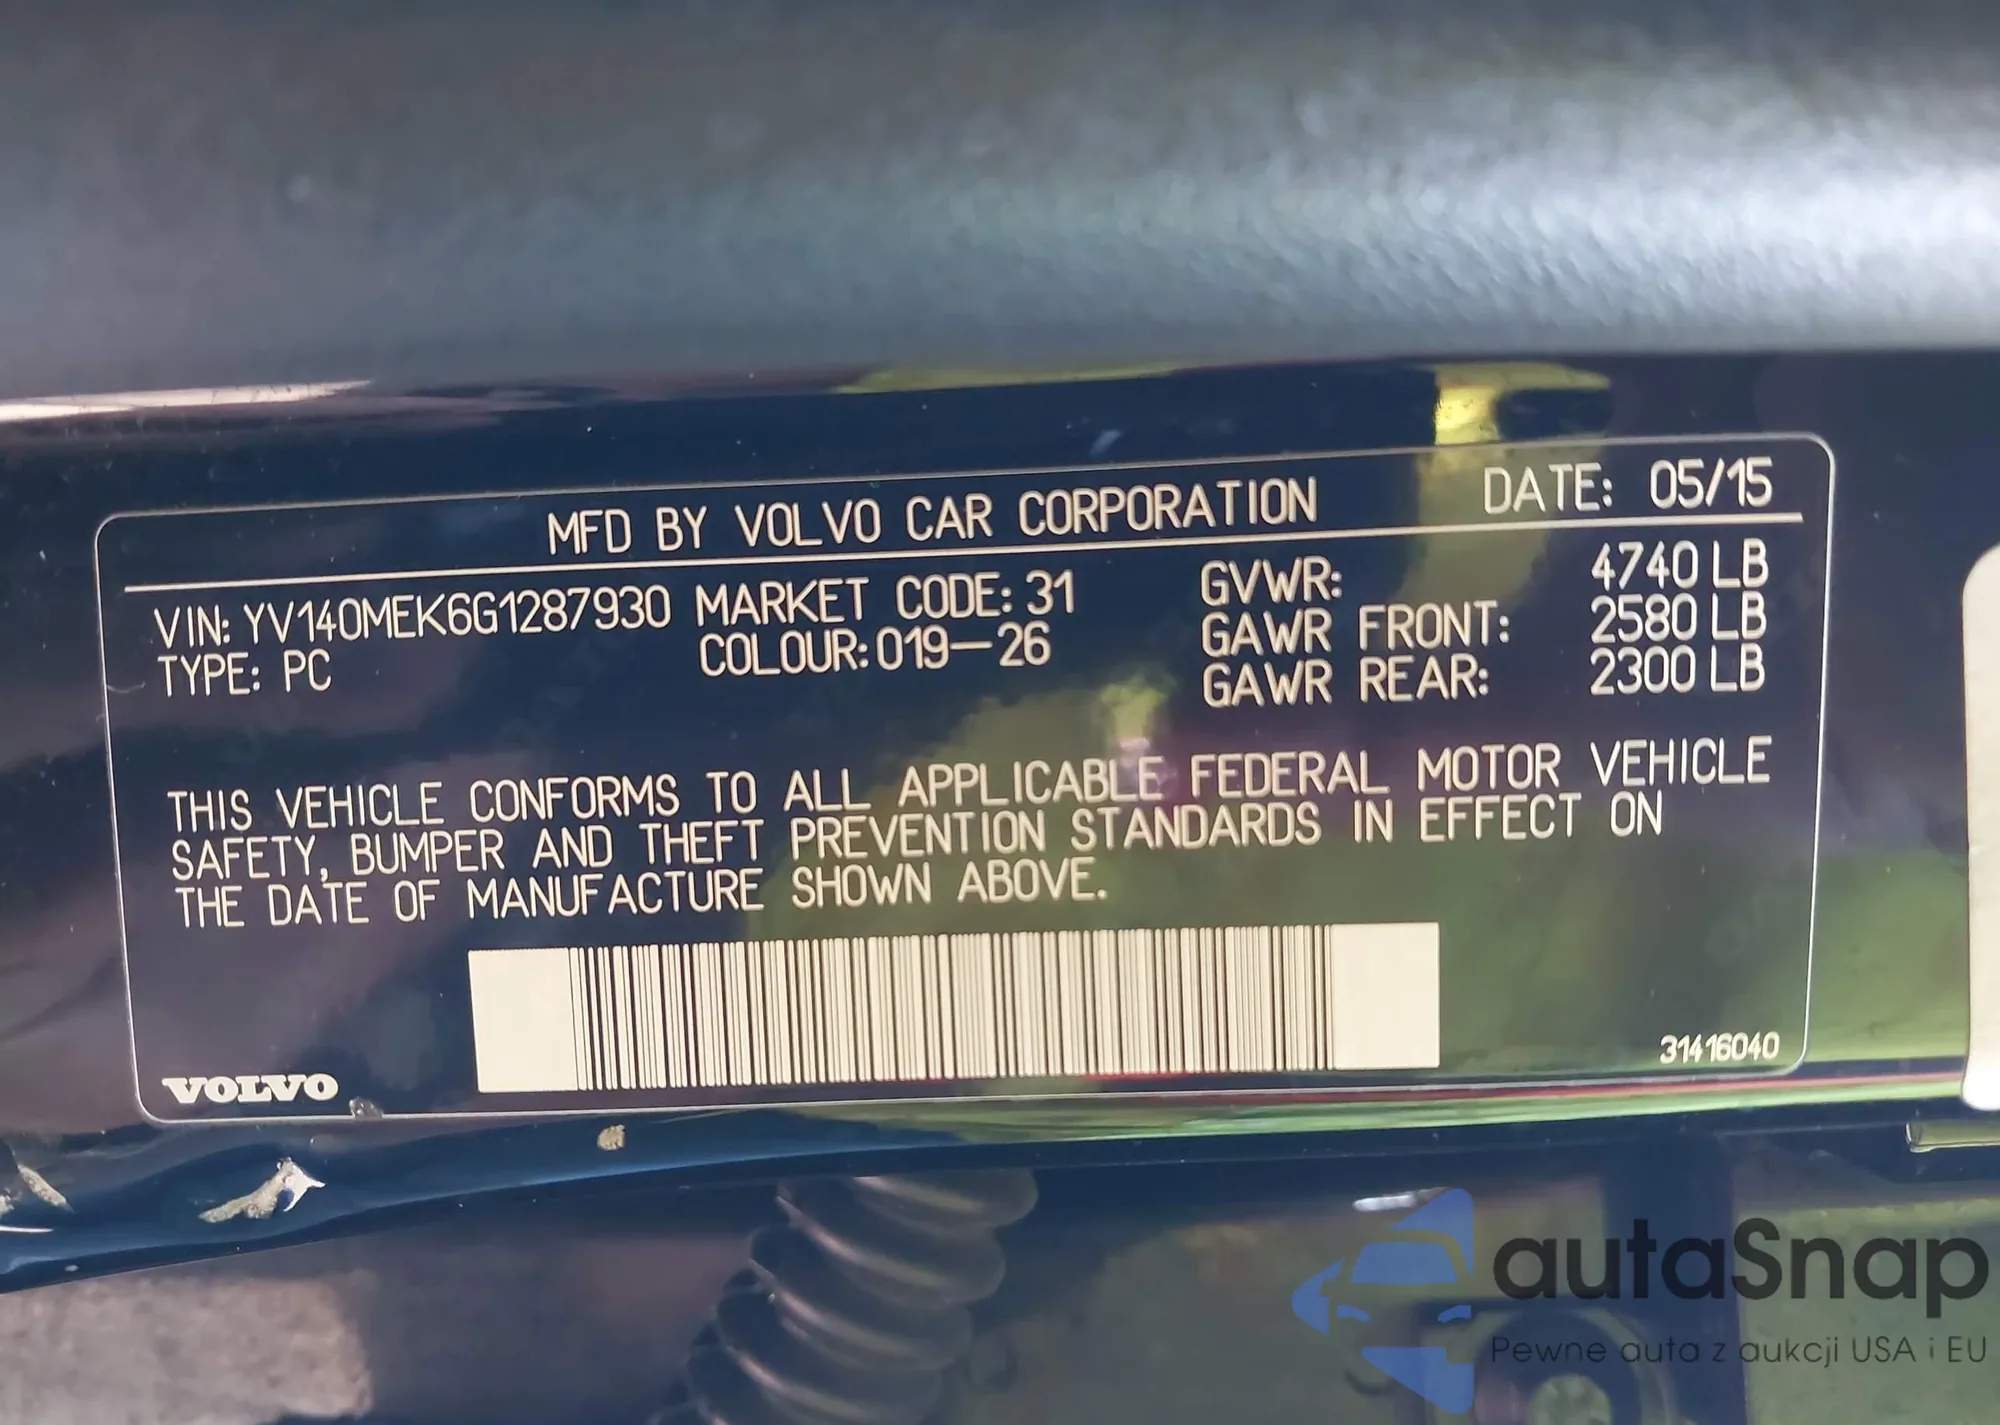 MFD BY VOLVO CAR CORPORATION DATE: 05/15
VIN: YV140MEK6G1287930 MARKET CODE: 31 GVWR: 4740 LB
TYPE: PC COLOUR: 019-26 GAWR FRONT: 2580 LB
GAWR REAR: 2300 LB
THIS VEHICLE CONFORMS TO ALL APPLICABLE FEDERAL MOTOR VEHICLE
SAFETY, BUMPER AND THEFT PREVENTION STANDARDS IN EFFECT ON
THE DATE OF MANUFACTURE SHOWN ABOVE.
VOLVO
31416040
autaSnap
Pewne auta z aukcji USA i EU